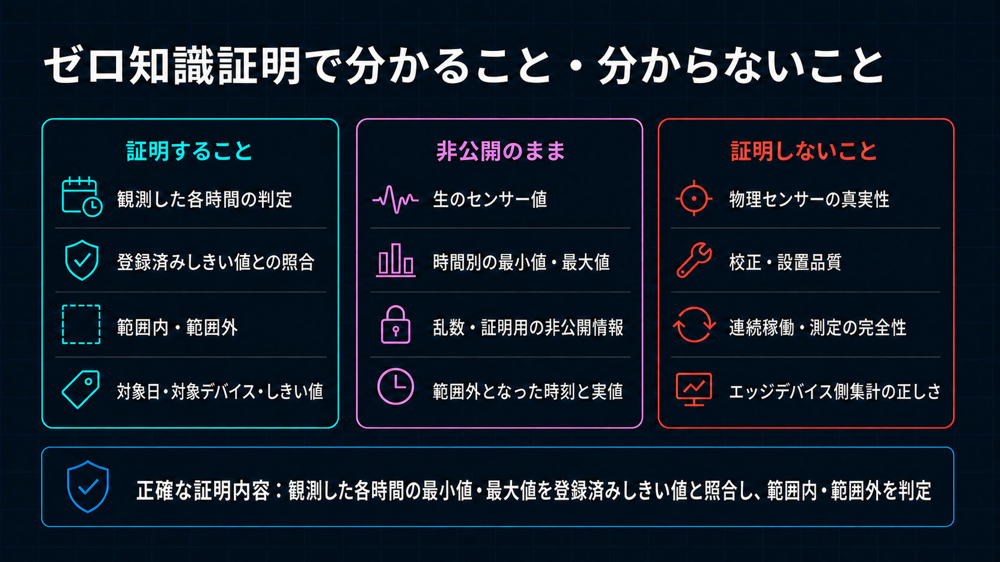 ゼロ知識証明で分かること・分からないこと
証明すること
観測した各時間の判定
登録済みしきい値との照合
範囲内・範囲外
対象日・対象デバイス・しきい値
非公開のまま
生のセンサー値
時間別の最小値・最大値
乱数・証明用の非公開情報
範囲外となった時刻と実値
証明しないこと
物理センサーの真実性
校正・設置品質
連続稼働・測定の完全性
エッジデバイス側集計の正しさ
正確な証明内容：観測した各時間の最小値・最大値を登録済みしきい値と照合し、範囲内・範囲外を判定